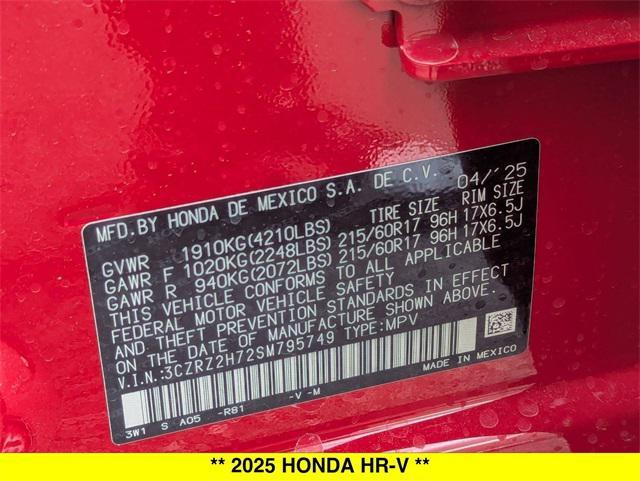 MFD.BY HONDA DE MEXICO S.A. DE C.V. 04/'25
TIRE SIZE RIM SIZE
GVWR 1910KG(4210LBS)
GAWR F 1020KG(2248LBS) 215/60R17 96H 17X6.5J
GAWR R 940KG(2072LBS) 215/60R17 96H 17X6.5J
THIS VEHICLE CONFORMS TO ALL APPLICABLE
FEDERAL MOTOR VEHICLE SAFETY
AND THEFT PREVENTION STANDARDS IN EFFECT
ON THE DATE OF MANUFACTURE SHOWN ABOVE.
V.I.N.:3CZRZ2H72SM795749 TYPE:MPV
MADE IN MEXICO
3W1 S A05 -R81 -V -M
** 2025 HONDA HR-V **